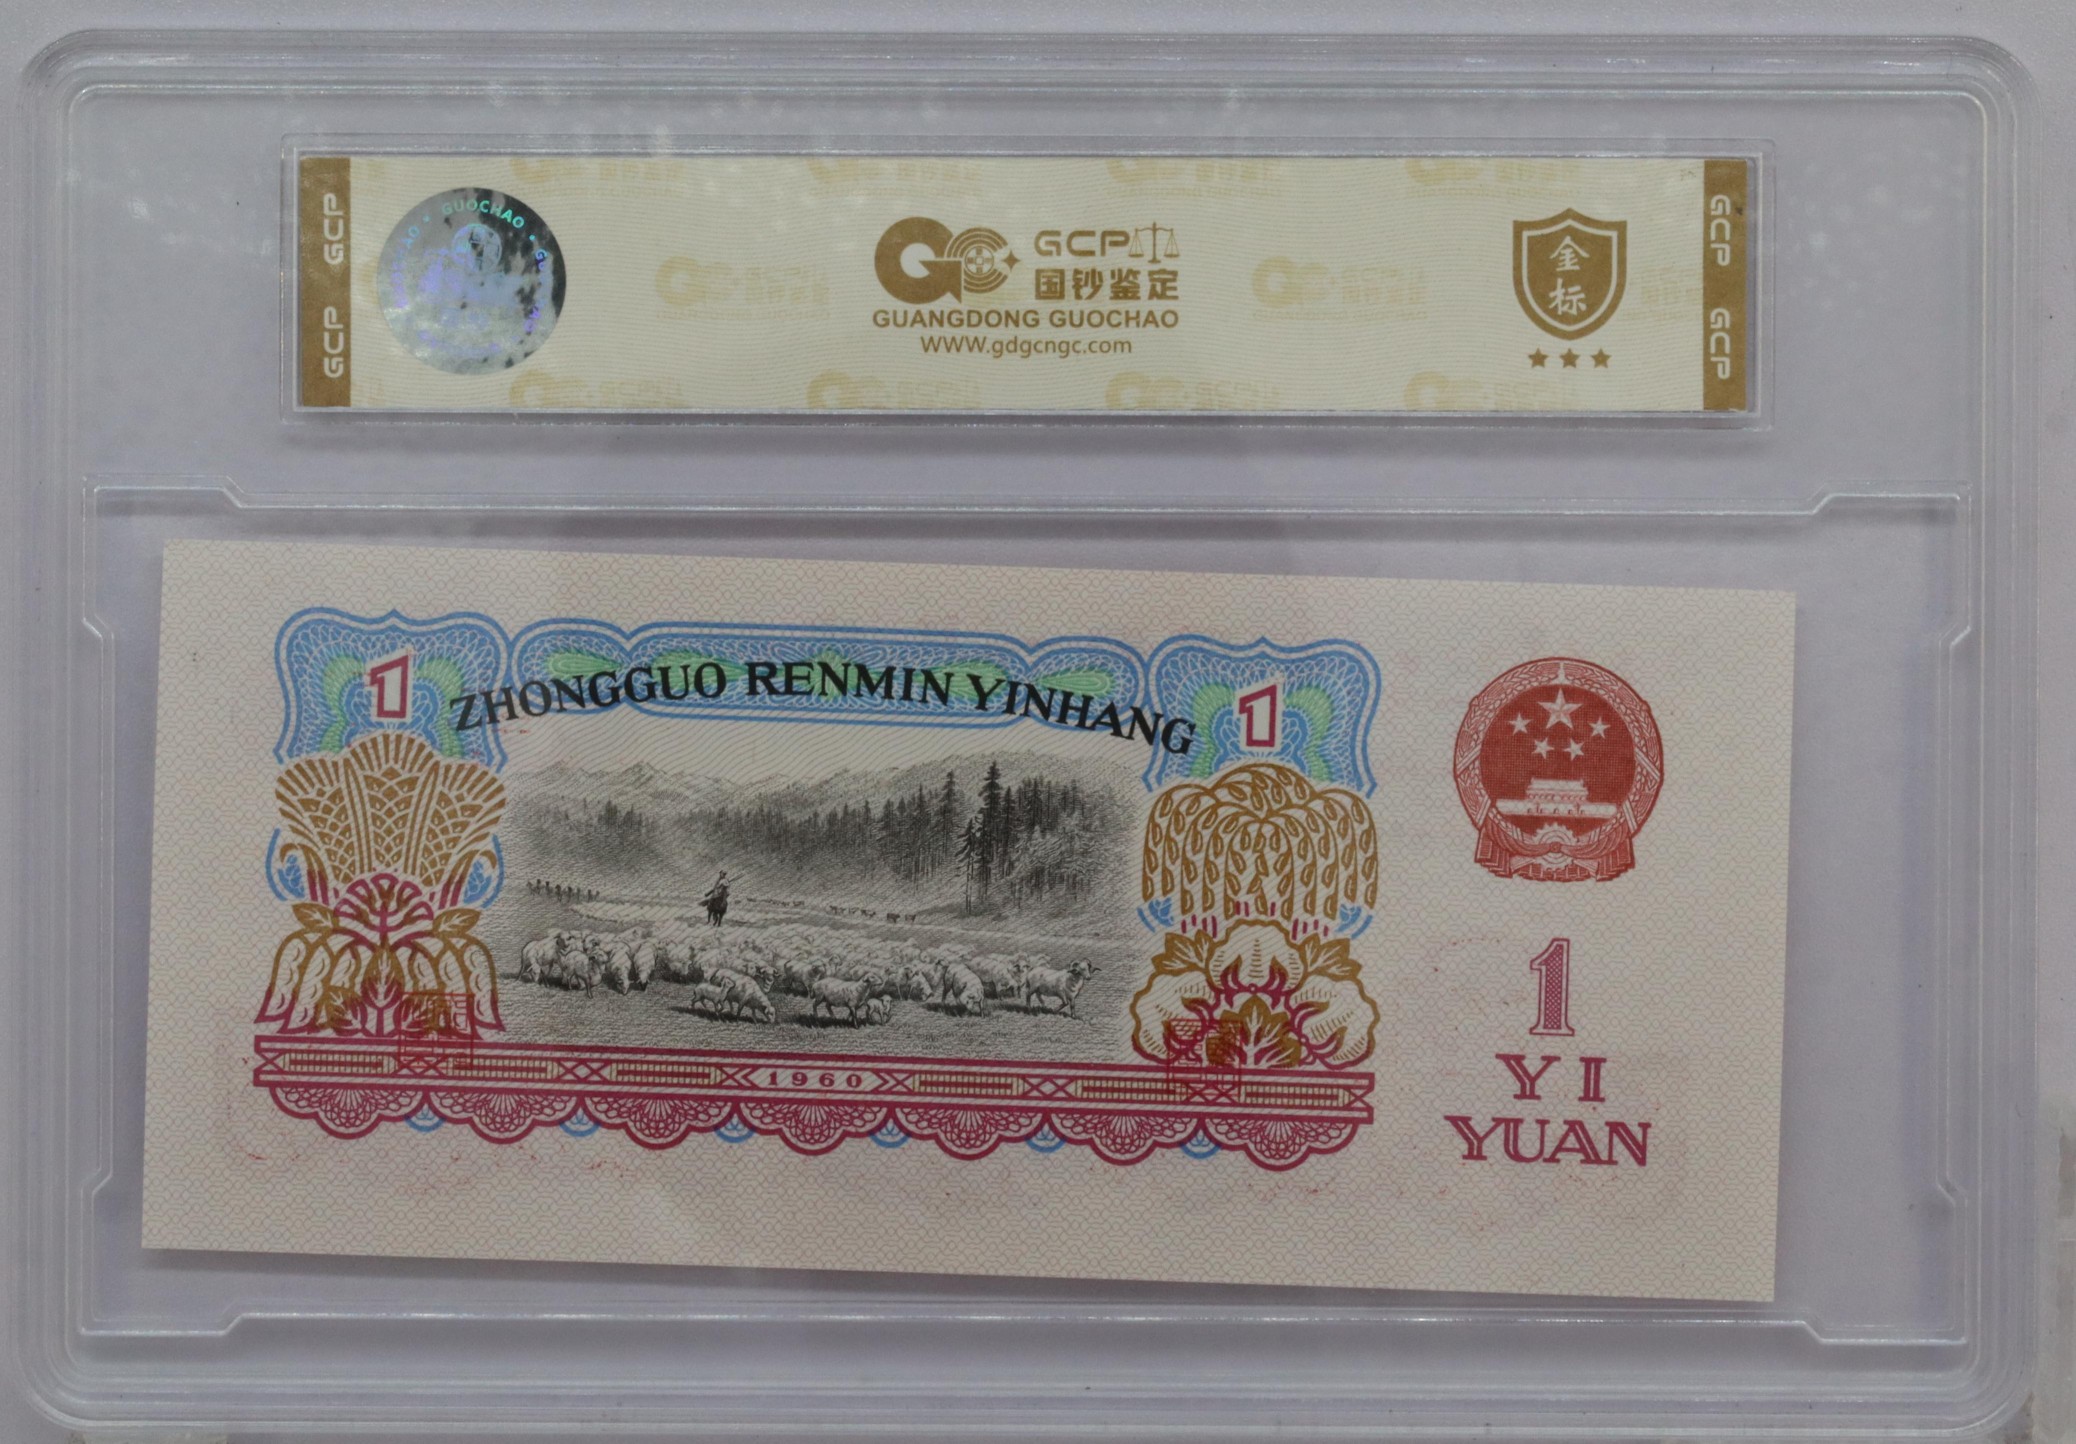 GCP GCP
GUOCHAO
GCP
国钞鉴定
GUANGDONG GUOCHAO
WWW.gdgcngc.com
金标
GCP GCP
1 ZHONGGUO RENMIN YINHANG 1
1960
1
YI
YUAN